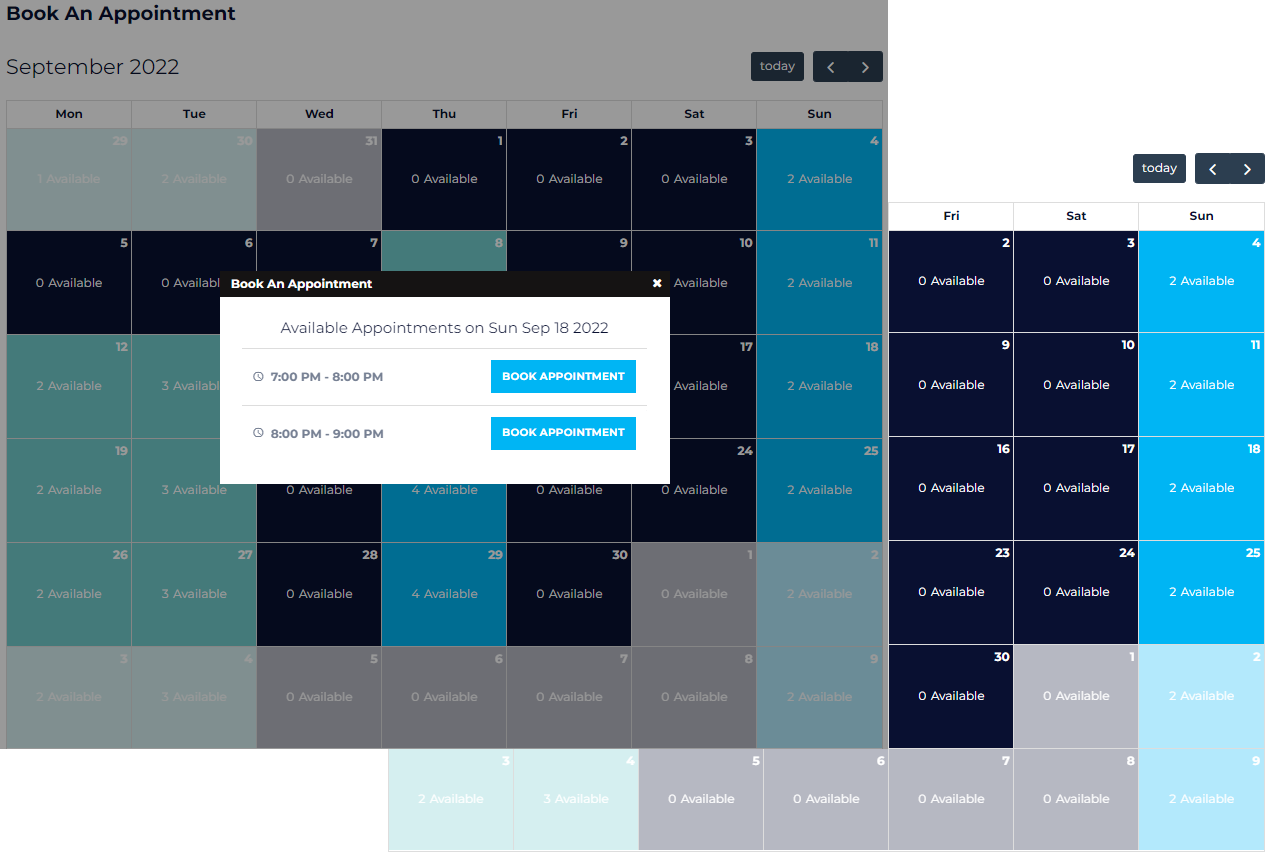 Book An Appointment
September 2022
today
Mon Tue Wed Thu Fri Sat Sun
29 30 31 1 2 3 4
1 Available 2 Available 0 Available 0 Available 0 Available 0 Available 2 Available
5 6 7 8 9 10 11
0 Available 0 Availabl Available 2 Available
12 17 18
2 Available 3 Availabl Available 2 Available
19 24 25
2 Available 3 Available 0 Available 4 Available 0 Available 0 Available 2 Available
26 27 28 29 30 1 2
2 Available 3 Available 0 Available 4 Available 0 Available 0 Available 2 Available
3 4 5 6 7 8 9
2 Available 3 Available 0 Available 0 Available 0 Available 0 Available 2 Available
Book An Appointment
Available Appointments on Sun Sep 18 2022
7:00 PM - 8:00 PM BOOK APPOINTMENT
8:00 PM - 9:00 PM BOOK APPOINTMENT
today
Fri Sat Sun
2 3 4
0 Available 0 Available 2 Available
9 10 11
0 Available 0 Available 2 Available
16 17 18
0 Available 0 Available 2 Available
23 24 25
0 Available 0 Available 2 Available
30 1 2
0 Available 0 Available 2 Available
3 4 5 6 7 8 9
2 Available 3 Available 0 Available 0 Available 0 Available 0 Available 2 Available